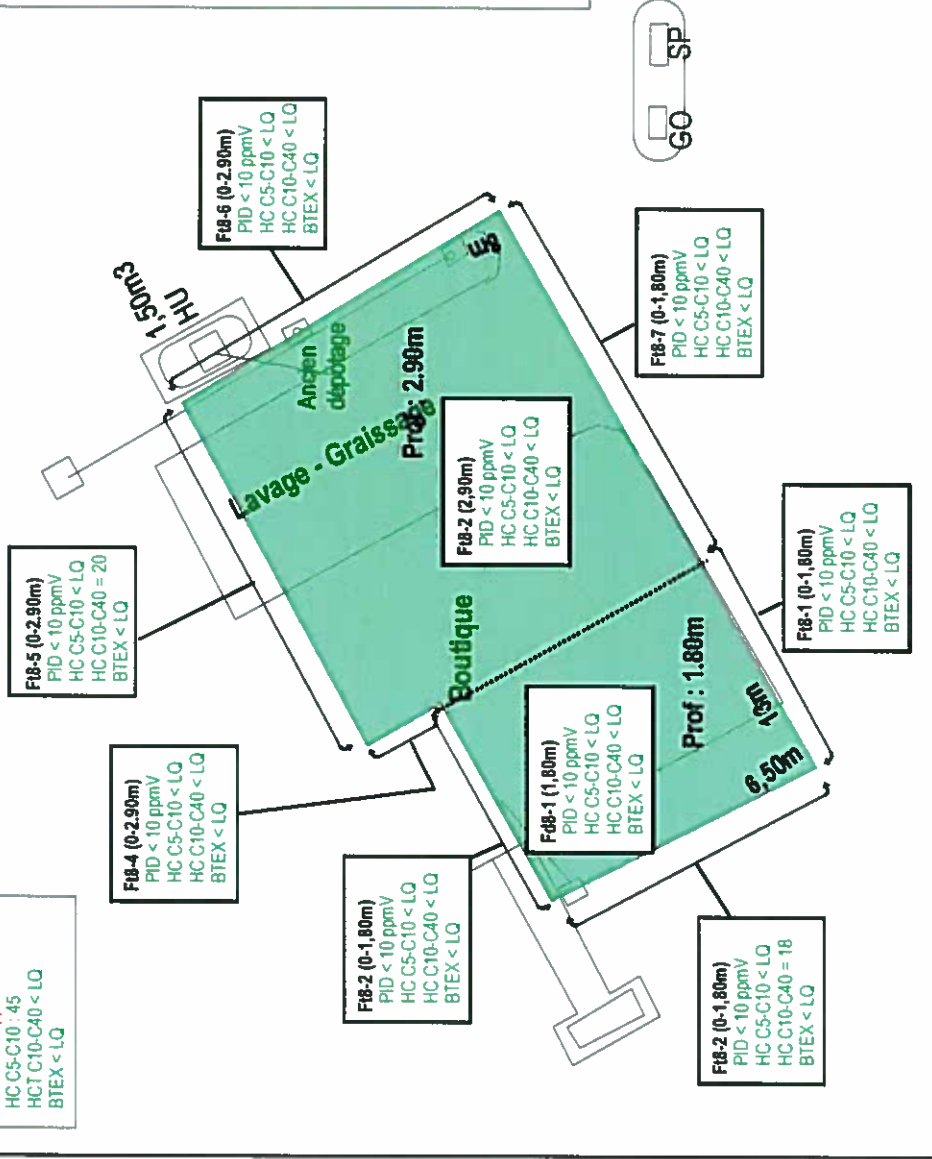 HC C5-C10 : 45
HCT C10-C40 < LQ
BTEX < LQ
Ft8-4 (0-2.90m)
PID < 10 ppmV
HC C5-C10 < LQ
HC C10-C40 < LQ
BTEX < LQ
Ft8-5 (0-2.90m)
PID < 10 ppmV
HC C5-C10 < LQ
HC C10-C40 = 20
BTEX < LQ
1,50m3
HU
Ft8-6 (0-2.90m)
PID < 10 ppmV
HC C5-C10 < LQ
HC C10-C40 < LQ
BTEX < LQ
Ft8-2 (0-1,80m)
PID < 10 ppmV
HC C5-C10 < LQ
HC C10-C40 < LQ
BTEX < LQ
Boutique
Lavage - Graissage
Ancien
dépotage
Prof : 2.90m
9m
Ff8-2 (2,90m)
PID < 10 ppmV
HC C5-C10 < LQ
HC C10-C40 < LQ
BTEX < LQ
Fd8-1 (1,80m)
PID < 10 ppmV
HC C5-C10 < LQ
HC C10-C40 < LQ
BTEX < LQ
Prof : 1.80m
13m
6,50m
Ft8-2 (0-1,80m)
PID < 10 ppmV
HC C5-C10 < LQ
HC C10-C40 = 18
BTEX < LQ
Ft8-1 (0-1,80m)
PID < 10 ppmV
HC C5-C10 < LQ
HC C10-C40 < LQ
BTEX < LQ
Ft8-7 (0-1,80m)
PID < 10 ppmV
HC C5-C10 < LQ
HC C10-C40 < LQ
BTEX < LQ
GO
SP